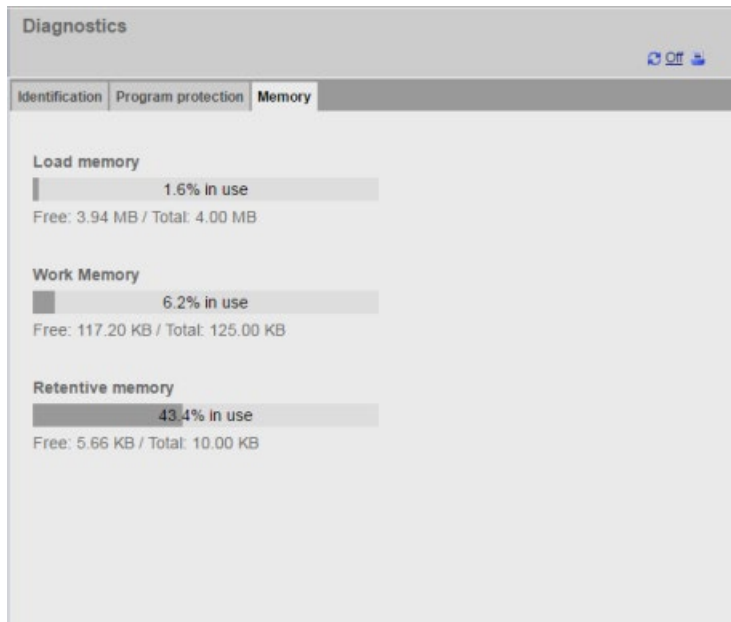 Diagnostics
Off
Identification Program protection Memory
Load memory
1.6% in use
Free: 3.94 MB / Total: 4.00 MB
Work Memory
6.2% in use
Free: 117.20 KB / Total: 125.00 KB
Retentive memory
43.4% in use
Free: 5.66 KB / Total: 10.00 KB